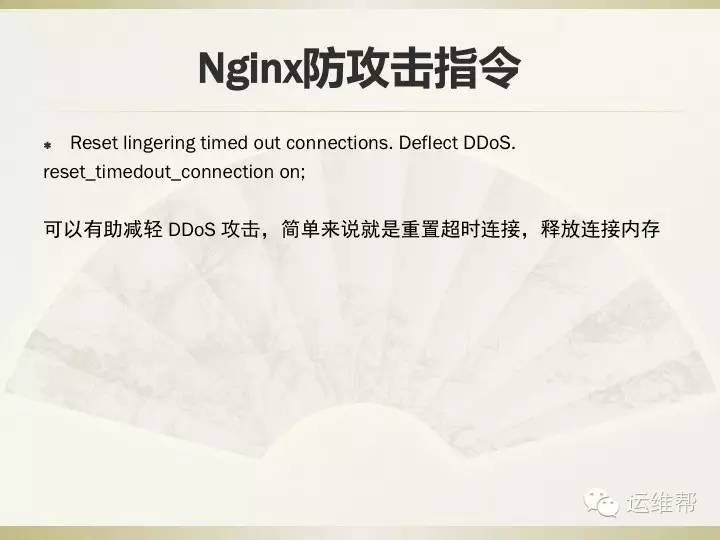 Nginx防攻击指令
Reset lingering timed out connections. Deflect DDoS.
reset_timedout_connection on;
可以有助减轻 DDoS 攻击，简单来说就是重置超时连接，释放连接内存
运维帮